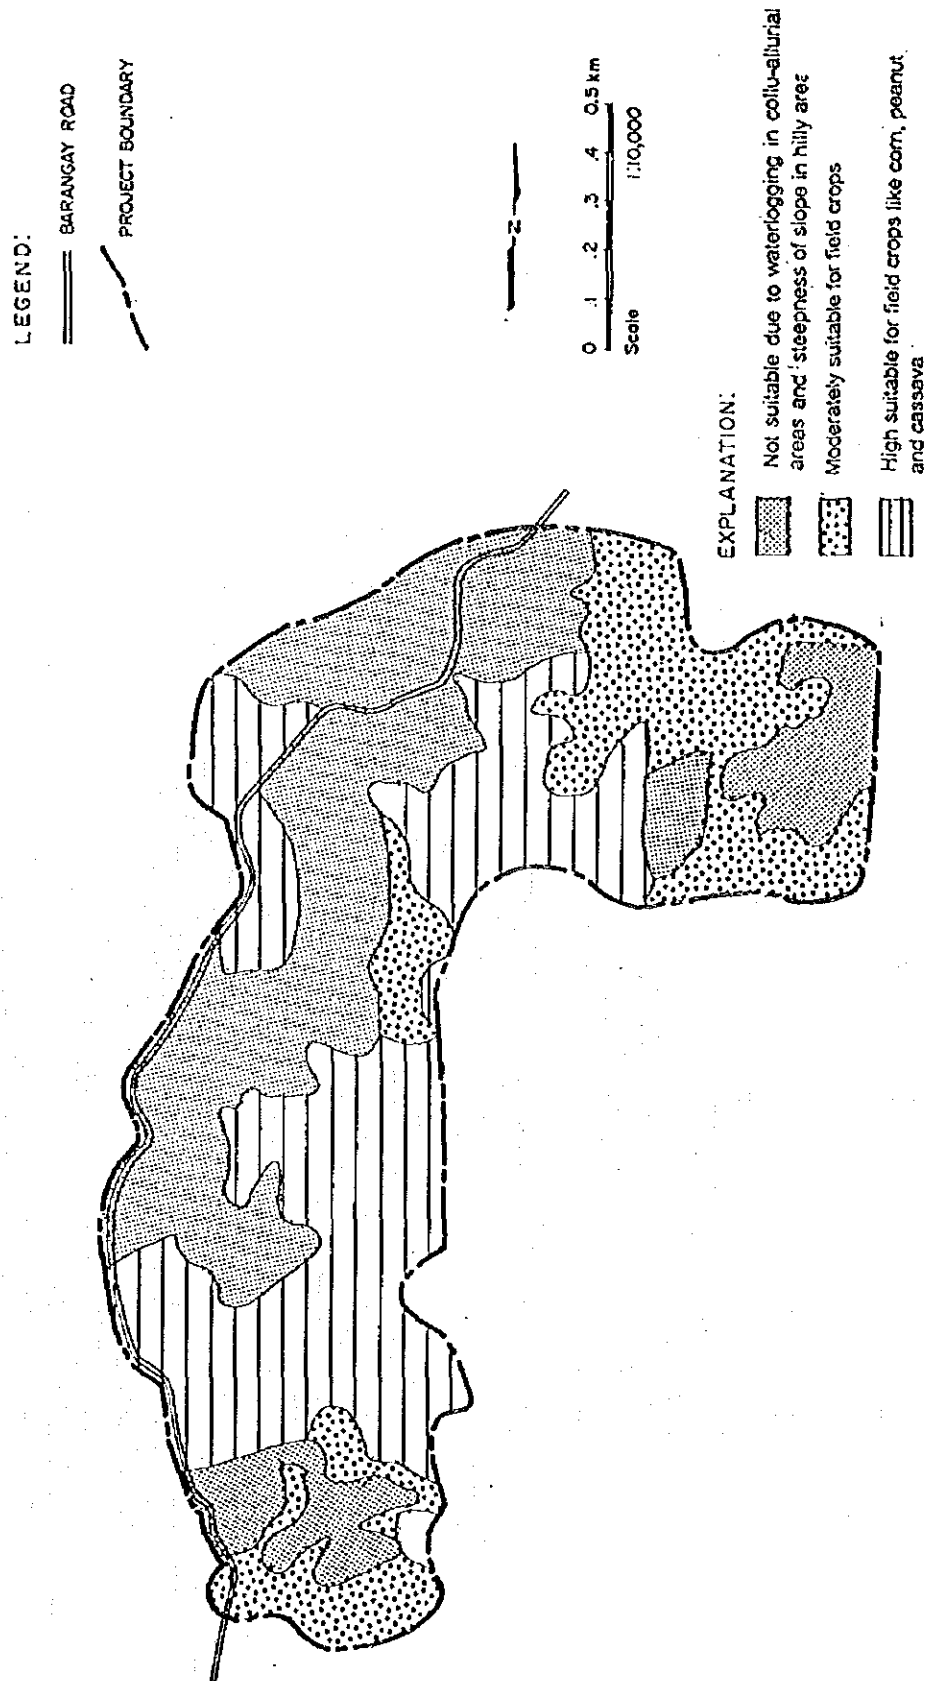 LEGEND:
BARANGAY ROAD
PROJECT BOUNDARY
N
0 .1 .2 .3 .4 0.5 km
Scale 1:10,000
EXPLANATION:
Not suitable due to waterlogging in collu-allurial
areas and steepness of slope in hilly area
Moderately suitable for field crops
High suitable for field crops like corn, peanut
and cassava